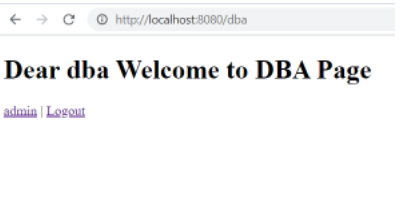 http://localhost:8080/dba
Dear dba Welcome to DBA Page
admin | Logout